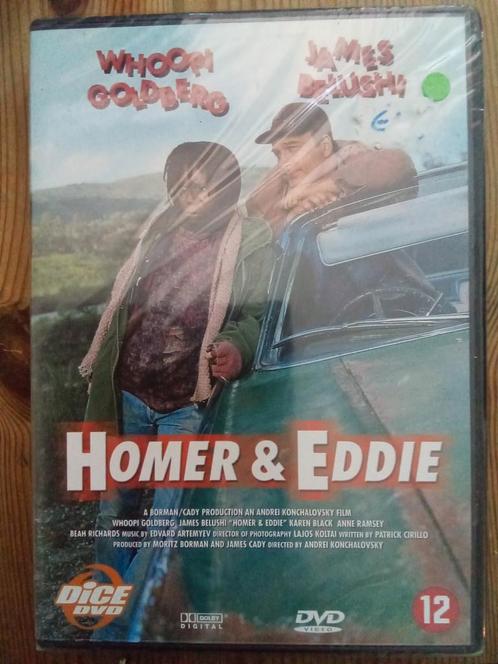 WHOOPI
GOLDBERG
JAMES
BELUSHI
HOMER & EDDIE
A BORMAN/CADY PRODUCTION AN ANDREI KONCHALOVSKY FILM
WHOOPI GOLDBERG JAMES BELUSHI "HOMER & EDDIE" KAREN BLACK ANNE RAMSEY
BEAH RICHARDS MUSIC BY EDVARD ARTEMYEV DIRECTOR OF PHOTOGRAPHY LAJOS KOLTAI WRITTEN BY PATRICK CIRILLO
PRODUCED BY MORITZ BORMAN AND JAMES CADY DIRECTED BY ANDREI KONCHALOVSKY
DiCE
DVD
DOLBY
DIGITAL
DVD
VIDEO
12